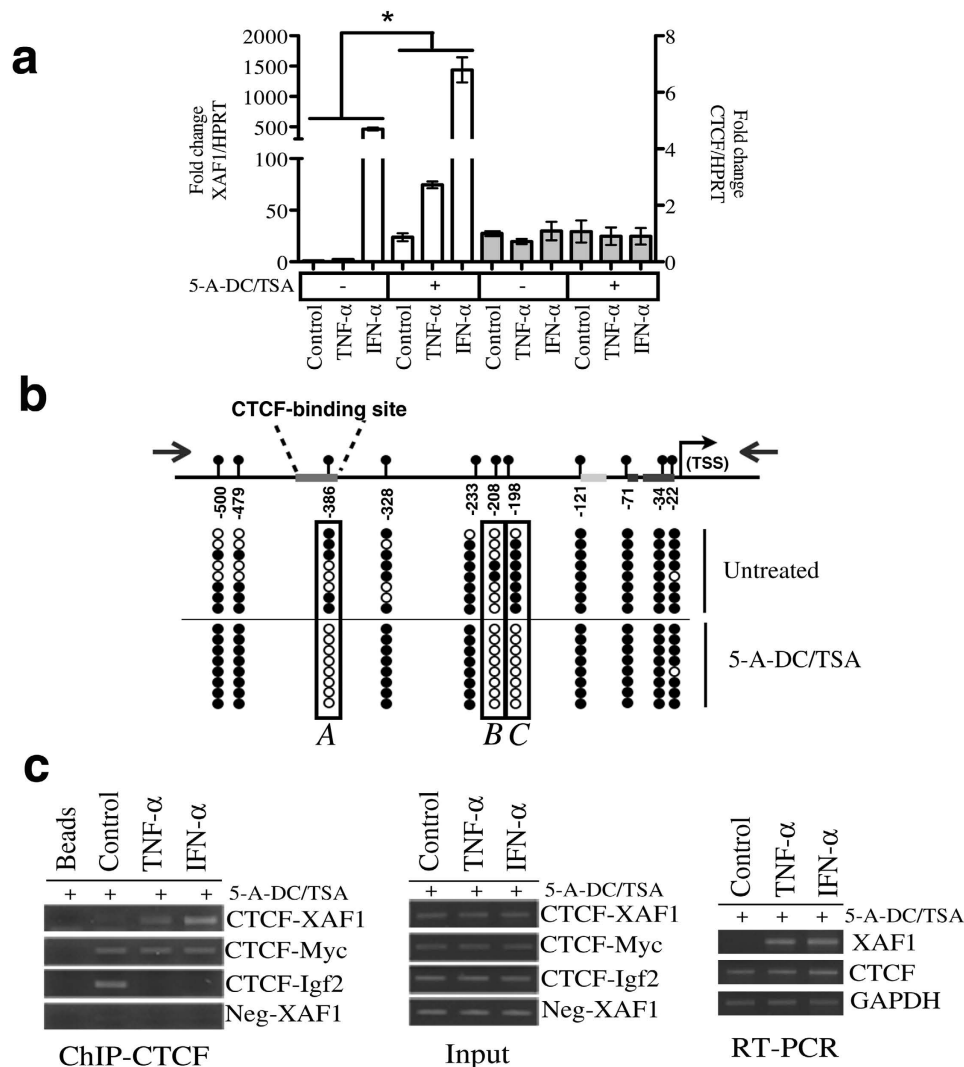 a
*
2000
1500
1000
500
100
50
0
Fold change
XAF1/HPRT
8
6
4
2
0
Fold change
CTCF/HPRT
5-A-DC/TSA
- + - +
Control TNF-α IFN-α Control TNF-α IFN-α Control TNF-α IFN-α Control TNF-α IFN-α
b
CTCF-binding site
(TSS)
-500 -479 -386 -328 -233 -208 -198 -121 -71 -34 -22
Untreated
5-A-DC/TSA
A B C
c
Beads Control TNF-α IFN-α
+ + + + 5-A-DC/TSA
CTCF-XAF1
CTCF-Myc
CTCF-Igf2
Neg-XAF1
ChIP-CTCF
Control TNF-α IFN-α
+ + + 5-A-DC/TSA
CTCF-XAF1
CTCF-Myc
CTCF-Igf2
Neg-XAF1
Input
Control TNF-α IFN-α
+ + + 5-A-DC/TSA
XAF1
CTCF
GAPDH
RT-PCR